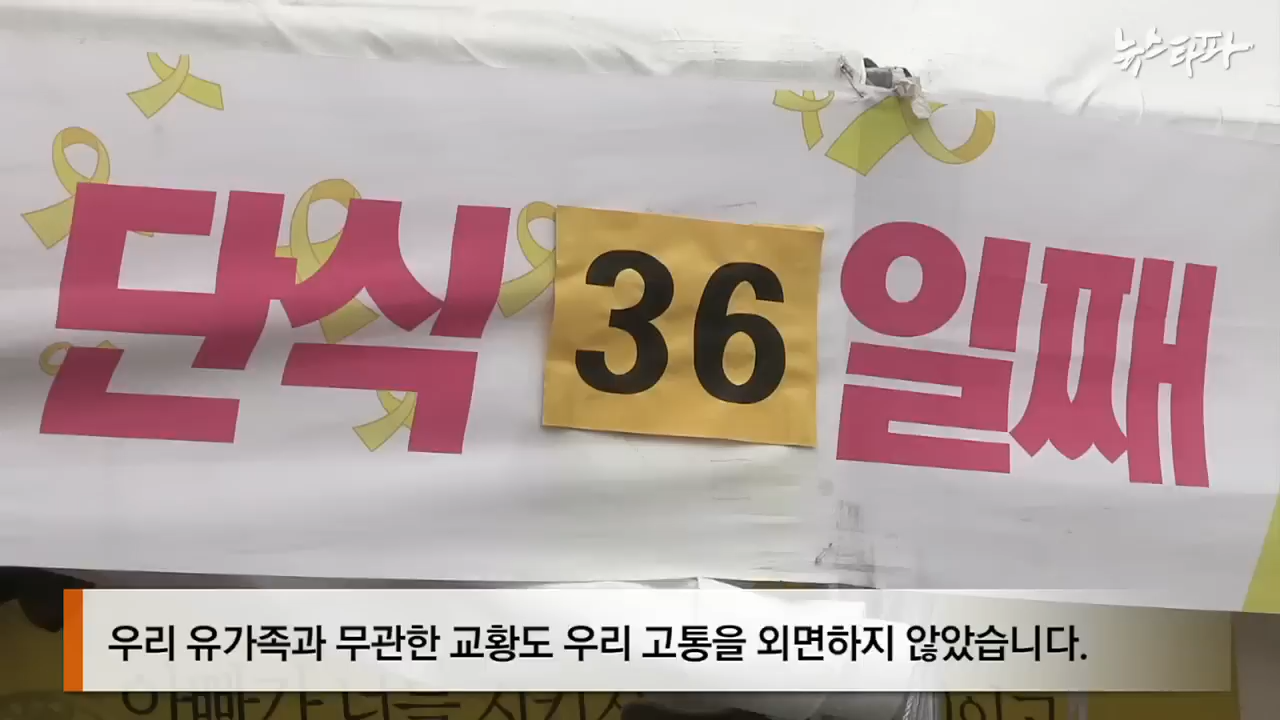 뉴스타파
단식 36 일째
우리 유가족과 무관한 교황도 우리 고통을 외면하지 않았습니다.